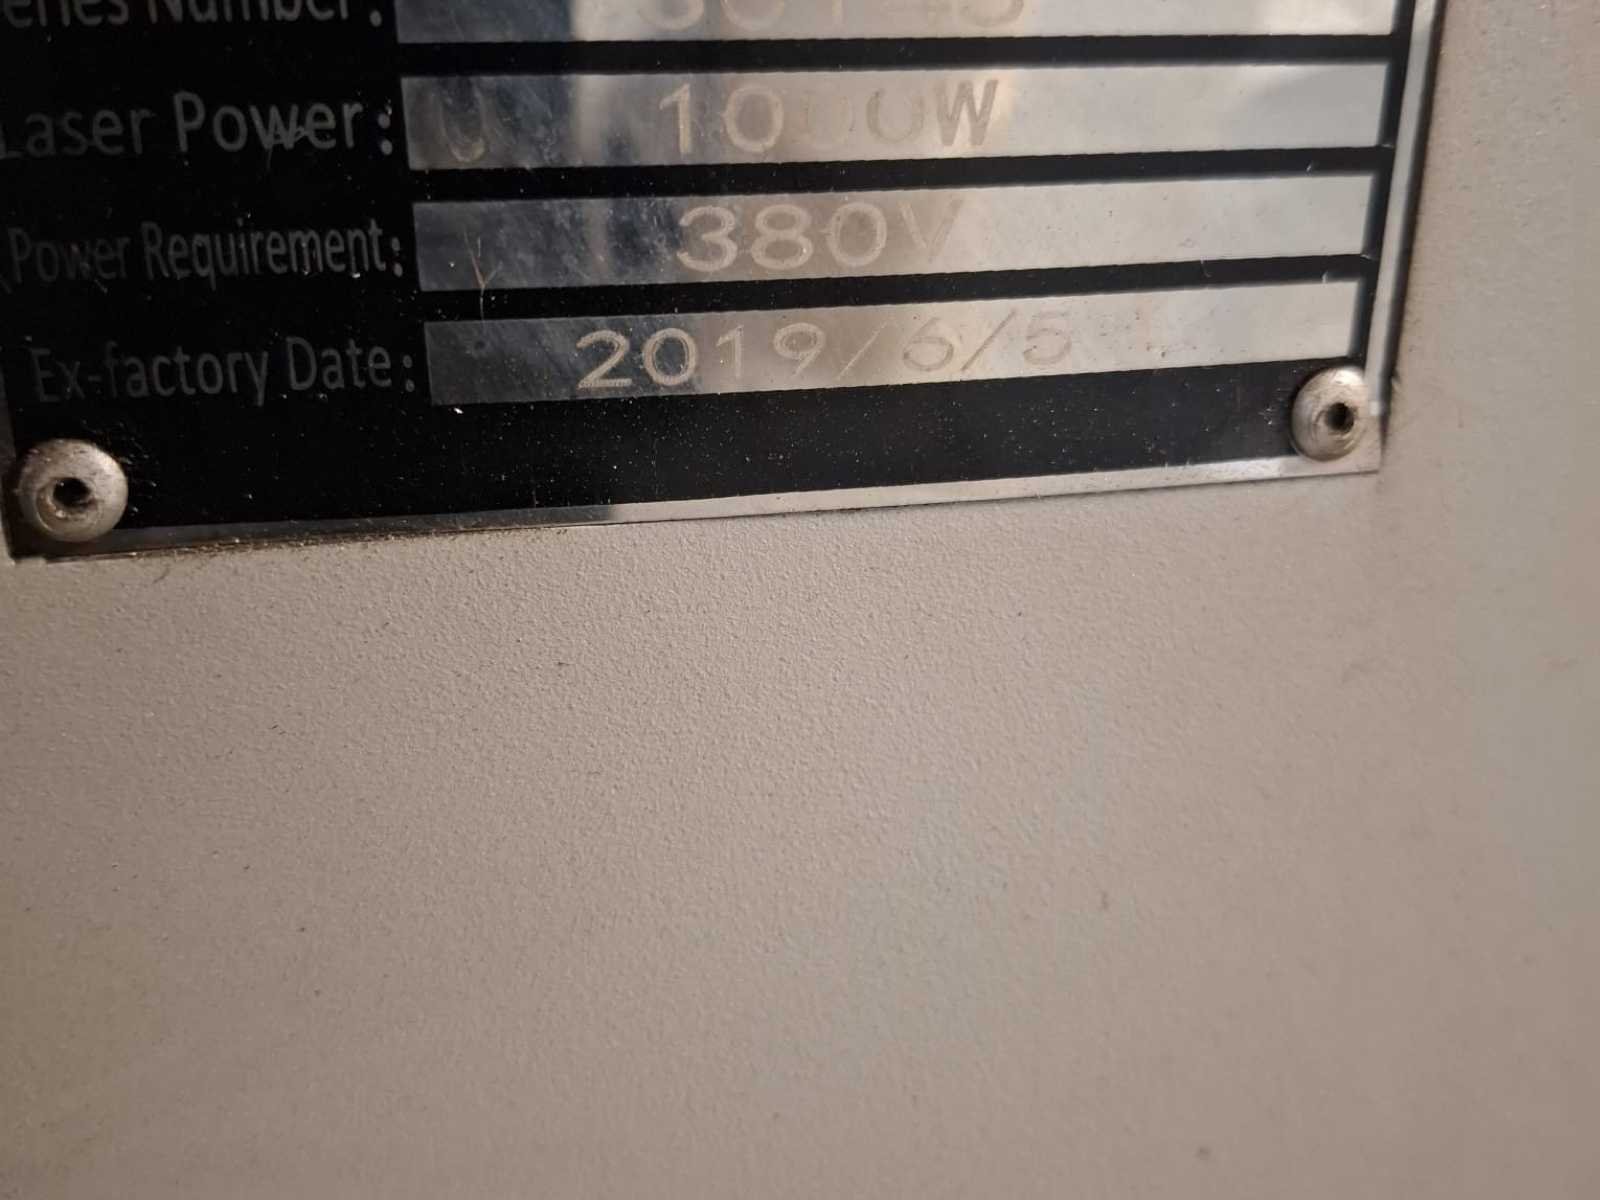 Laser Power: 1000W
Power Requirement: 380V
Ex-factory Date: 2019/6/5